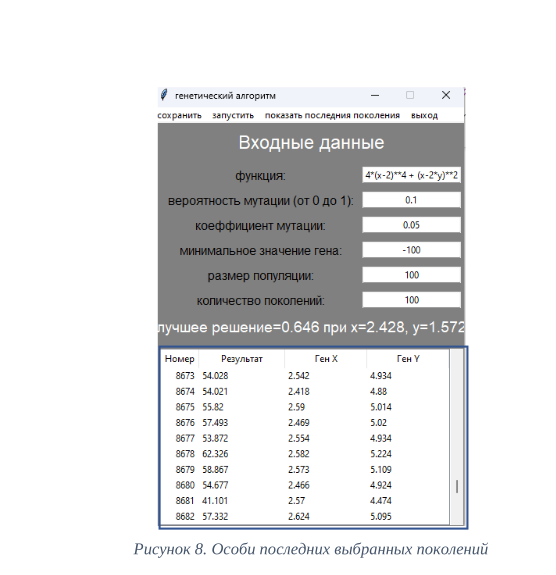 генетический алгоритм
сохранить запустить показать последния поколения выход
Входные данные
функция: 4*(x-2)**4 + (x-2*y)**2
вероятность мутации (от 0 до 1): 0.1
коеффициент мутации: 0.05
минимальное значение гена: -100
размер популяции: 100
количество поколений: 100
лучшее решение=0.646 при x=2.428, y=1.572
Номер Результат Ген X Ген Y
8673 54.028 2.542 4.934
8674 54.021 2.418 4.88
8675 55.82 2.59 5.014
8676 57.493 2.469 5.02
8677 53.872 2.554 4.934
8678 62.326 2.582 5.224
8679 58.867 2.573 5.109
8680 54.677 2.466 4.924
8681 41.101 2.57 4.474
8682 57.332 2.624 5.095
Рисунок 8. Особи последних выбранных поколений